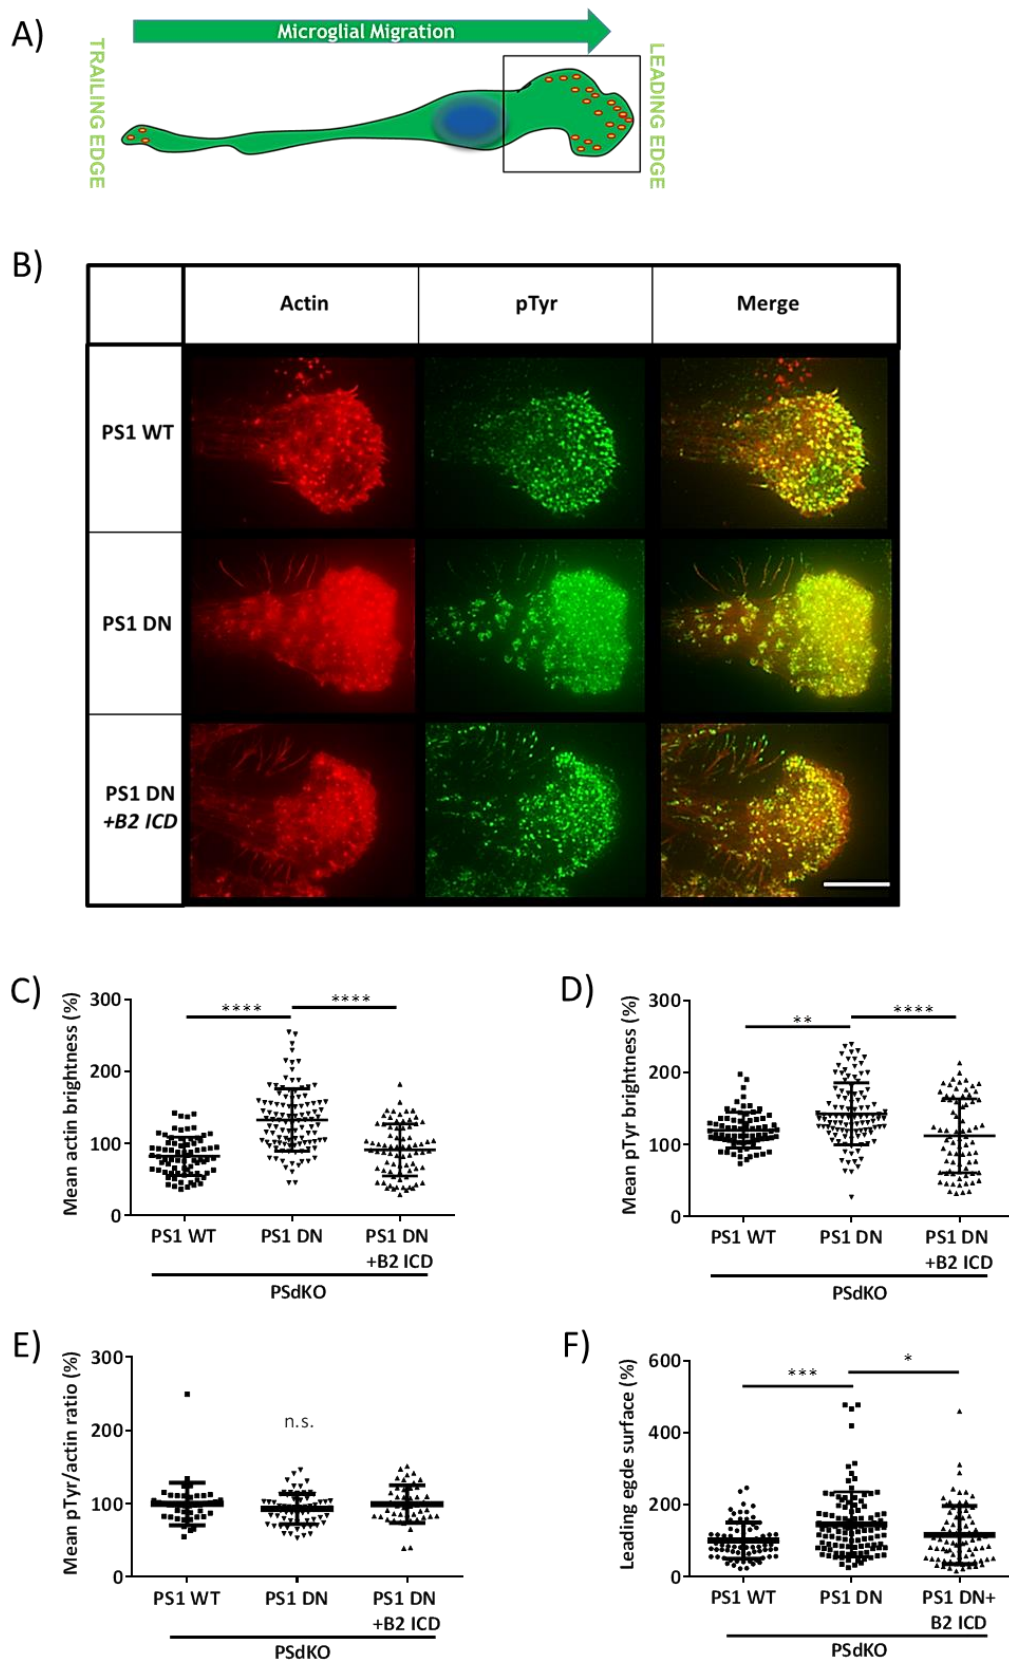 A)
Microglial Migration
TRAILING EDGE
LEADING EDGE
B)
Actin
pTyr
Merge
PS1 WT
PS1 DN
PS1 DN
+B2 ICD
C)
Mean actin brightness (%)
300
200
100
0
****
****
PS1 WT
PS1 DN
PS1 DN
+B2 ICD
PSdKO
D)
Mean pTyr brightness (%)
300
200
100
0
**
****
PS1 WT
PS1 DN
PS1 DN
+B2 ICD
PSdKO
E)
Mean pTyr/actin ratio (%)
300
200
100
0
n.s.
PS1 WT
PS1 DN
PS1 DN
+B2 ICD
PSdKO
F)
Leading egde surface (%)
600
400
200
0
***
*
PS1 WT
PS1 DN
PS1 DN+
B2 ICD
PSdKO